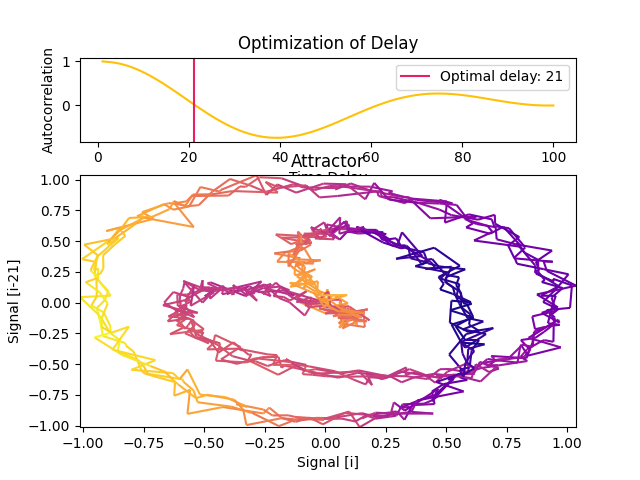 Optimization of Delay
Autocorrelation
1
0
Optimal delay: 21
0 20 40 60 80 100
Time Delay
Attractor
Signal [i-21]
1.00
0.75
0.50
0.25
0.00
−0.25
−0.50
−0.75
−1.00
−1.00 −0.75 −0.50 −0.25 0.00 0.25 0.50 0.75 1.00
Signal [i]